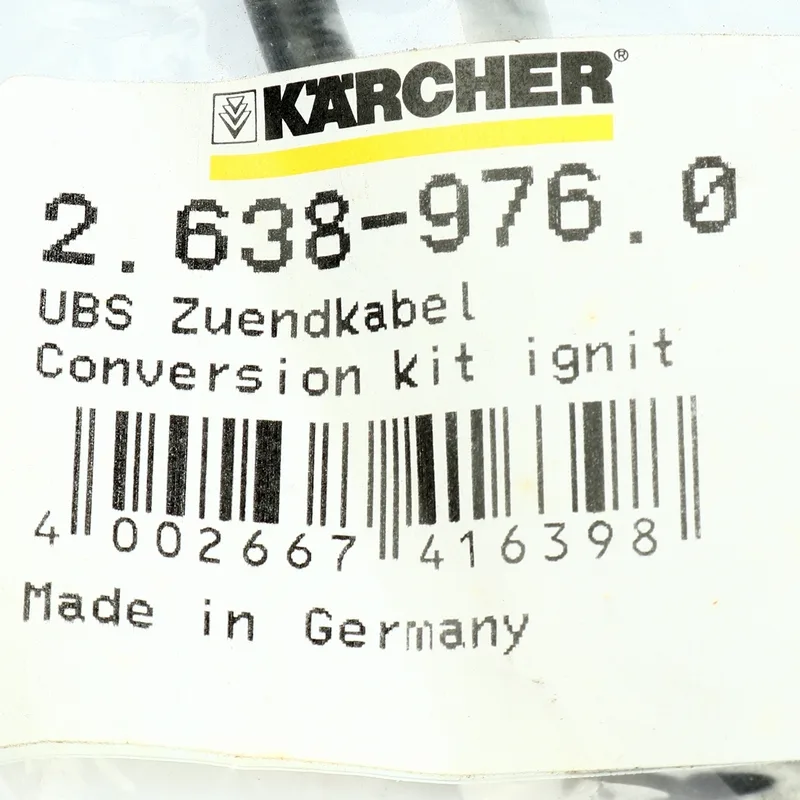 KÄRCHER®
2.638-976.0
UBS Zuendkabel
Conversion kit ignit
4 002667 416398
Made in Germany